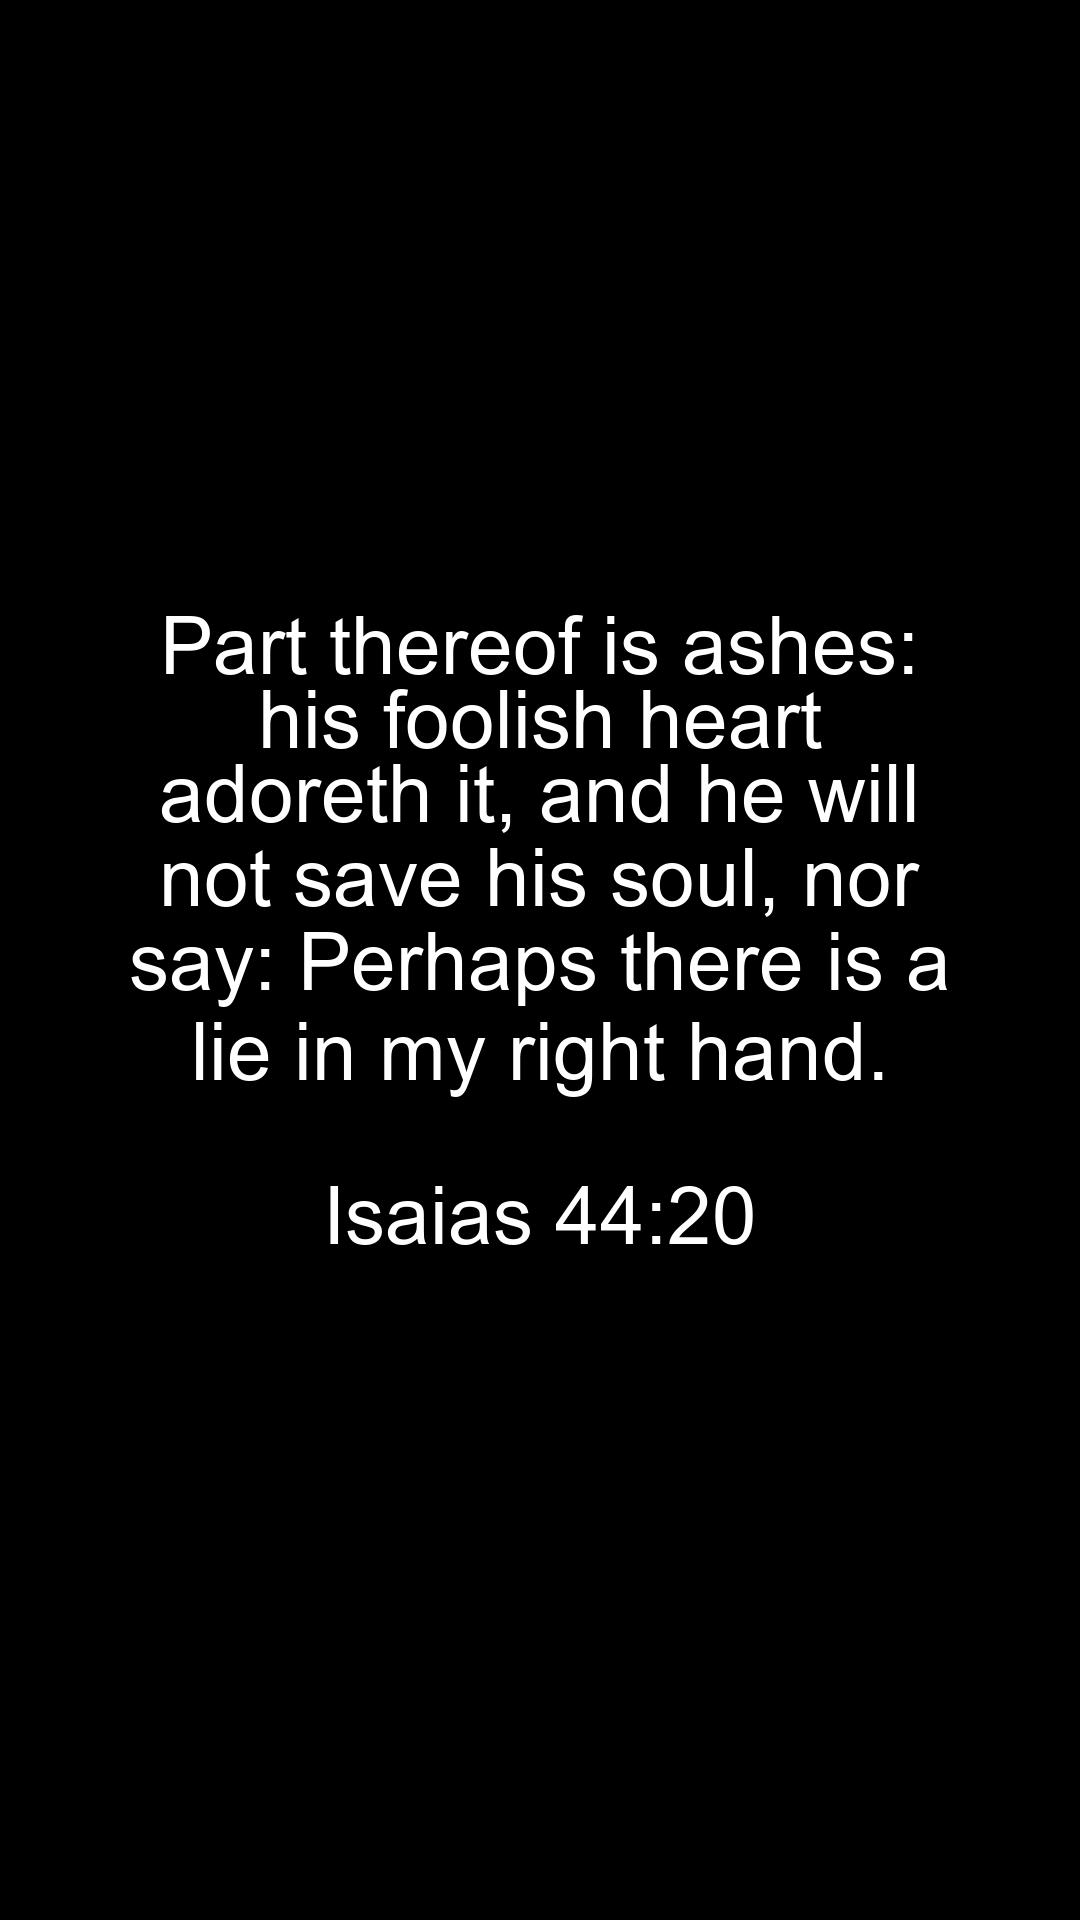 Part thereof is ashes:
his foolish heart
adoreth it, and he will
not save his soul, nor
say: Perhaps there is a
lie in my right hand.
Isaias 44:20